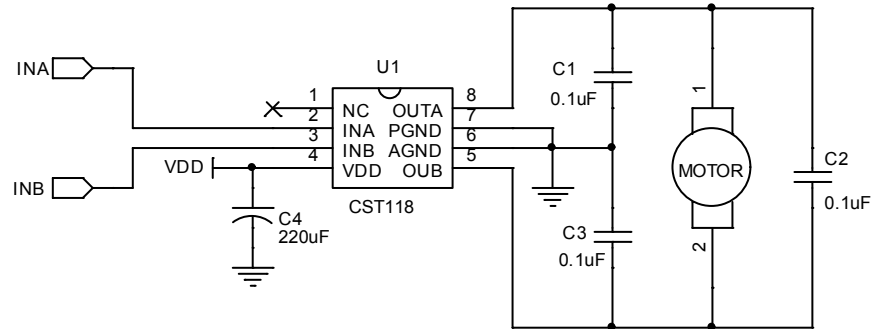 INA
INB
U1
1
NC
OUTA
8
2
INA
PGND
7
3
INB
AGND
6
4
VDD
OUB
5
VDD
CST118
C4
220uF
C1
0.1uF
C3
0.1uF
1
MOTOR
2
C2
0.1uF